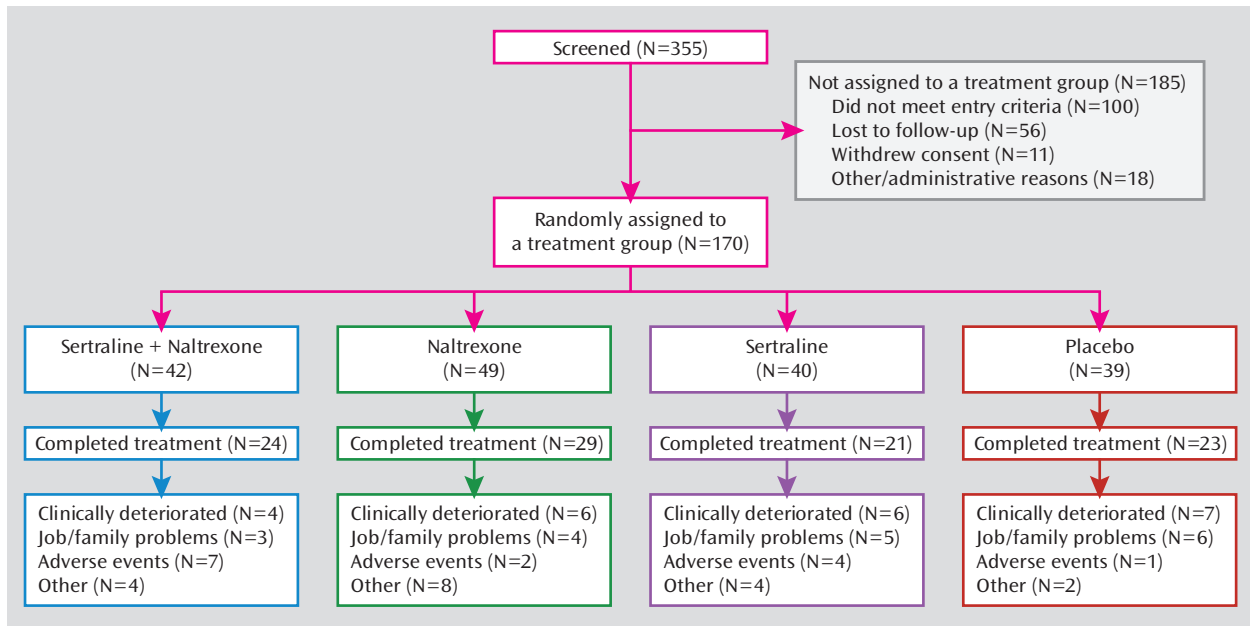 Screened (N=355)
Not assigned to a treatment group (N=185)
Did not meet entry criteria (N=100)
Lost to follow-up (N=56)
Withdrew consent (N=11)
Other/administrative reasons (N=18)
Randomly assigned to
a treatment group (N=170)
Sertraline + Naltrexone
(N=42)
Naltrexone
(N=49)
Sertraline
(N=40)
Placebo
(N=39)
Completed treatment (N=24)
Completed treatment (N=29)
Completed treatment (N=21)
Completed treatment (N=23)
Clinically deteriorated (N=4)
Job/family problems (N=3)
Adverse events (N=7)
Other (N=4)
Clinically deteriorated (N=6)
Job/family problems (N=4)
Adverse events (N=2)
Other (N=8)
Clinically deteriorated (N=6)
Job/family problems (N=5)
Adverse events (N=4)
Other (N=4)
Clinically deteriorated (N=7)
Job/family problems (N=6)
Adverse events (N=1)
Other (N=2)